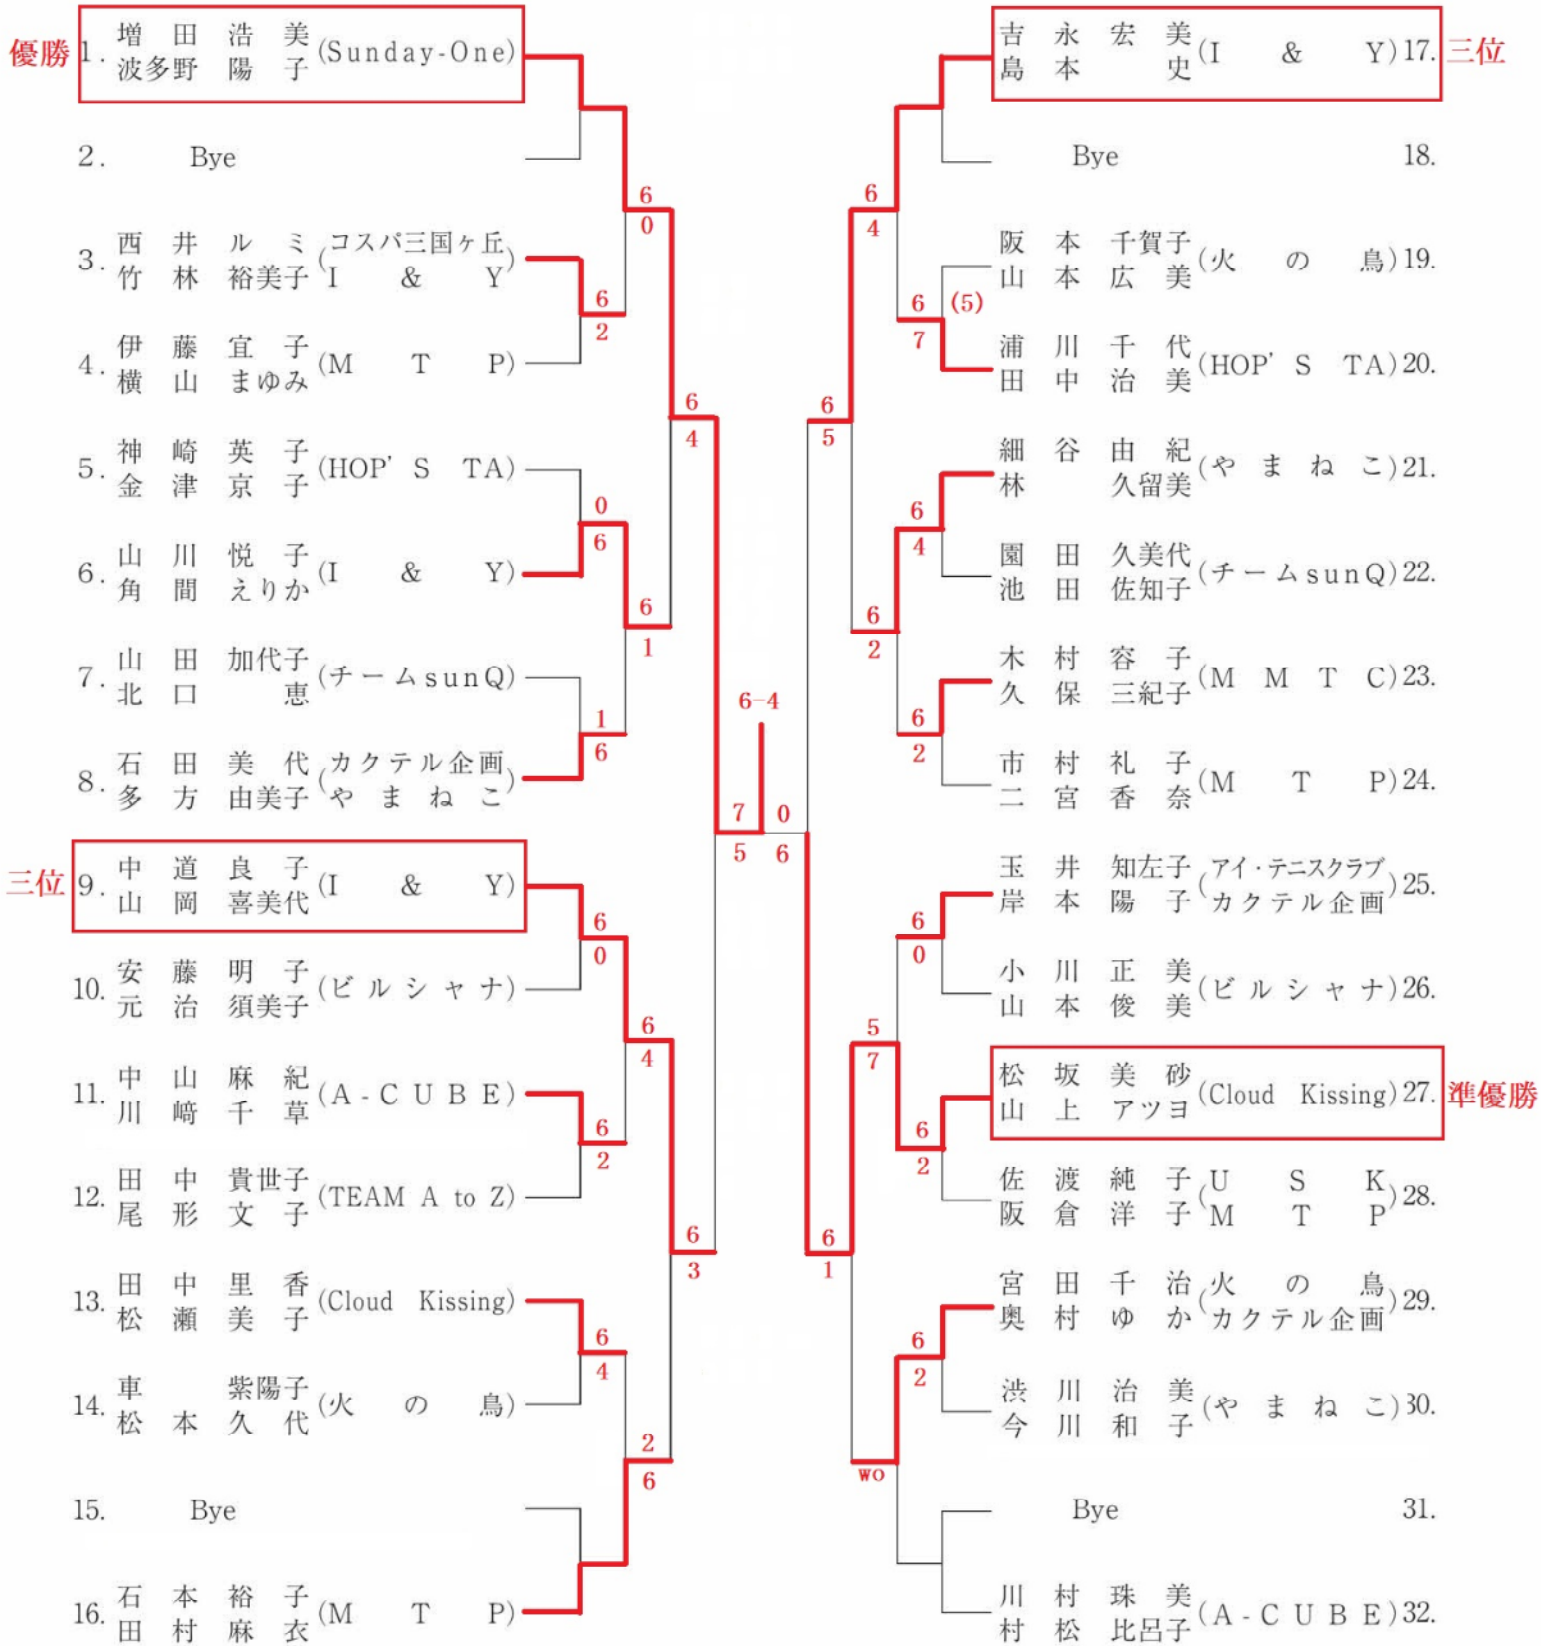 優勝
1. 増田浩美 (Sunday-One)
波多野陽子
2. Bye
6
0
3. 西井ルミ (コスパ三国ヶ丘
竹林裕美子 I & Y)
6
2
4. 伊藤宜子 (MTP)
横山まゆみ
6
4
5. 神崎英子 (HOP'S TA)
金津京子
0
6
6. 山川悦子 (I & Y)
角間えりか
6
1
7. 山田加代子 (チームsunQ)
北口恵
1
6
8. 石田美代 (カクテル企画
多方由美子 やまねこ)
6-4
7 0
5 6
三位
9. 中道良子 (I & Y)
山岡喜美代
6
0
10. 安藤明子 (ビルシャナ)
元治須美子
6
4
11. 中山麻紀 (A-CUBE)
川﨑千草
6
2
12. 田中貴世子 (TEAM A to Z)
尾形文子
6
3
13. 田中里香 (Cloud Kissing)
松瀬美子
6
4
14. 車紫陽子 (火の鳥)
松本久代
2
6
15. Bye
16. 石本裕子 (MTP)
田村麻衣
吉永宏美 (I & Y) 17. 三位
島本史
Bye 18.
6
4
阪本千賀子 (火の鳥) 19.
山本広美
6 (5)
7
浦川千代 (HOP'S TA) 20.
田中治美
6
5
細谷由紀 (やまねこ) 21.
林久留美
6
4
園田久美代 (チームsunQ) 22.
池田佐知子
6
2
木村容子 (MMTC) 23.
久保三紀子
6
2
市村礼子 (MTP) 24.
二宮香奈
玉井知左子 (アイ・テニスクラブ
岸本陽子 カクテル企画) 25.
6
0
小川正美 (ビルシャナ) 26.
山本俊美
5
7
松坂美砂 (Cloud Kissing) 27. 準優勝
山上アツヨ
6
2
佐渡純子 (USK
阪倉洋子 MTP) 28.
6
1
宮田千治 (火の鳥
奥村ゆか カクテル企画) 29.
6
2
渋川治美 (やまねこ) 30.
今川和子
WO
Bye 31.
川村珠美 (A-CUBE) 32.
村松比呂子